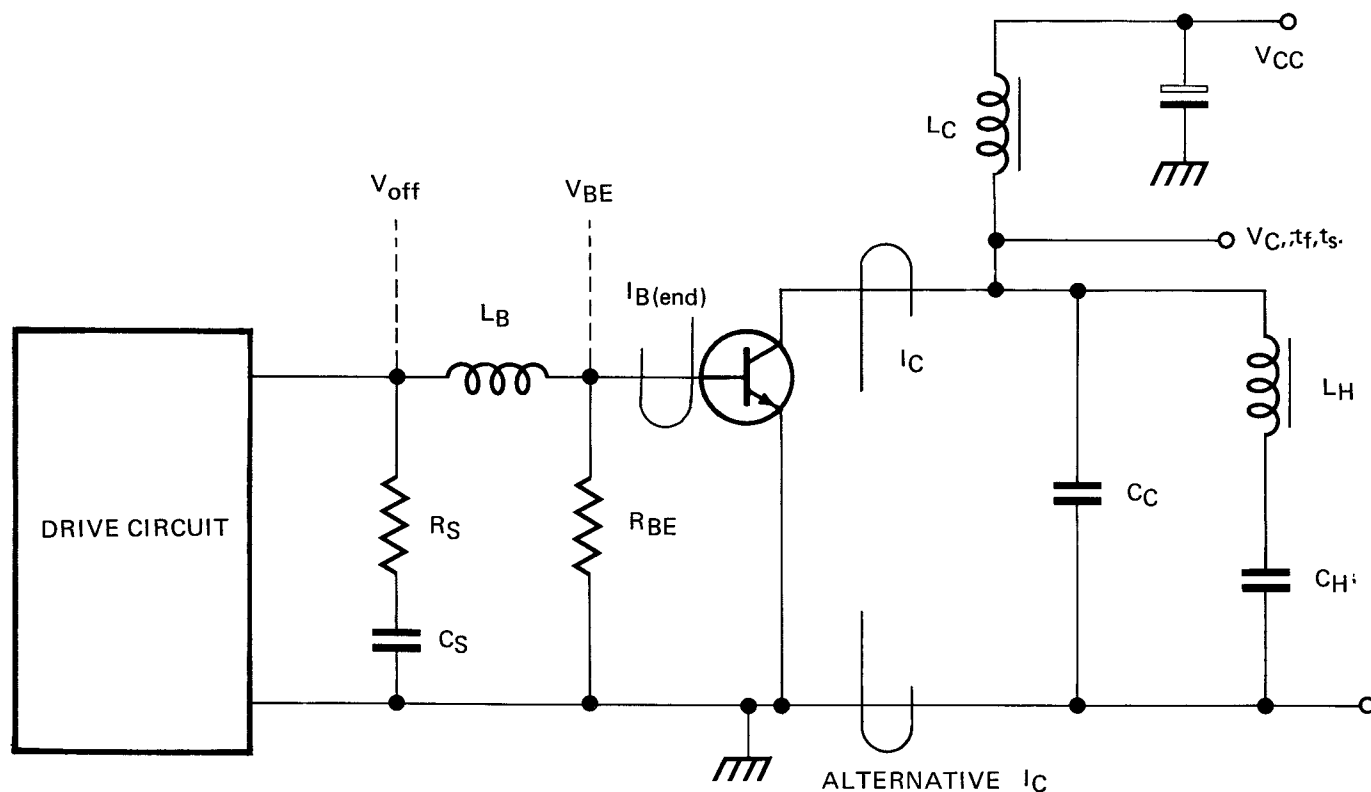 VCC
LC
Voff
VBE
VC,,tf,ts.
IB(end)
LB
IC
LH
DRIVE CIRCUIT
RS
RBE
CC
CH
CS
ALTERNATIVE IC